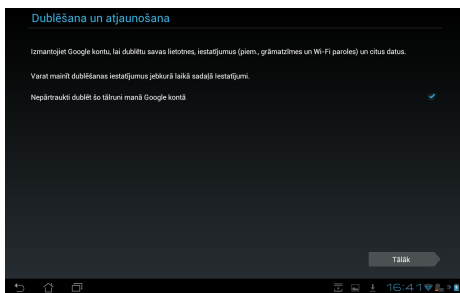 Dublēšana un atjaunošana
Izmantojiet Google kontu, lai dublētu savas lietotnes, iestatījumus (piem., grāmatzīmes un Wi-Fi paroles) un citus datus.
Varat mainīt dublēšanas iestatījumus jebkurā laikā sadaļā Iestatījumi.
Nepārtraukti dublēt šo tālruni manā Google kontā
Tālāk
16:41